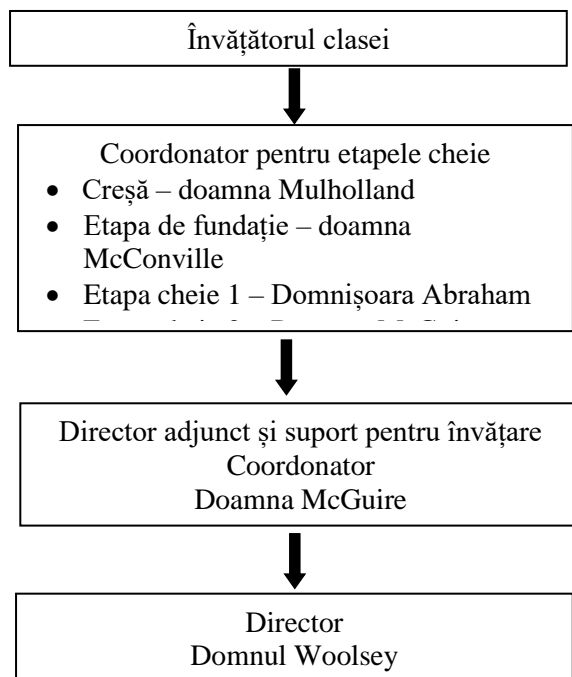 Învățătorul clasei
Coordonator pentru etapele cheie
• Creșă – doamna Mulholland
• Etapa de fundație – doamna
McConville
• Etapa cheie 1 – Domnișoara Abraham
Director adjunct și suport pentru învățare
Coordonator
Doamna McGuire
Director
Domnul Woolsey